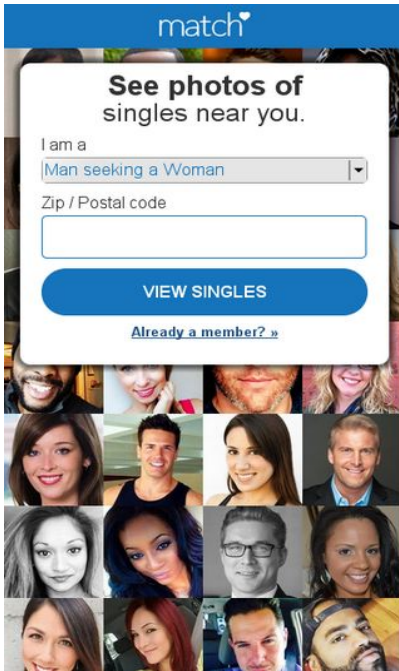 match
See photos of
singles near you.
I am a
Man seeking a Woman
Zip / Postal code
VIEW SINGLES
Already a member? »